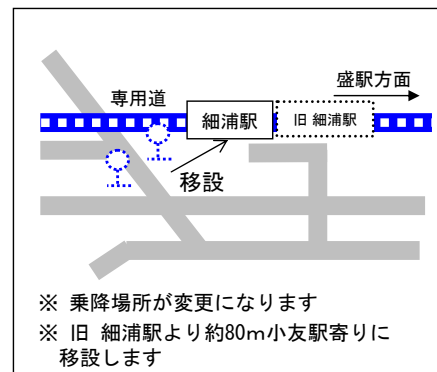 盛駅方面
専用道
細浦駅
旧 細浦駅
移設
※ 乗降場所が変更になります
※ 旧 細浦駅より約80m小友駅寄りに
移設します